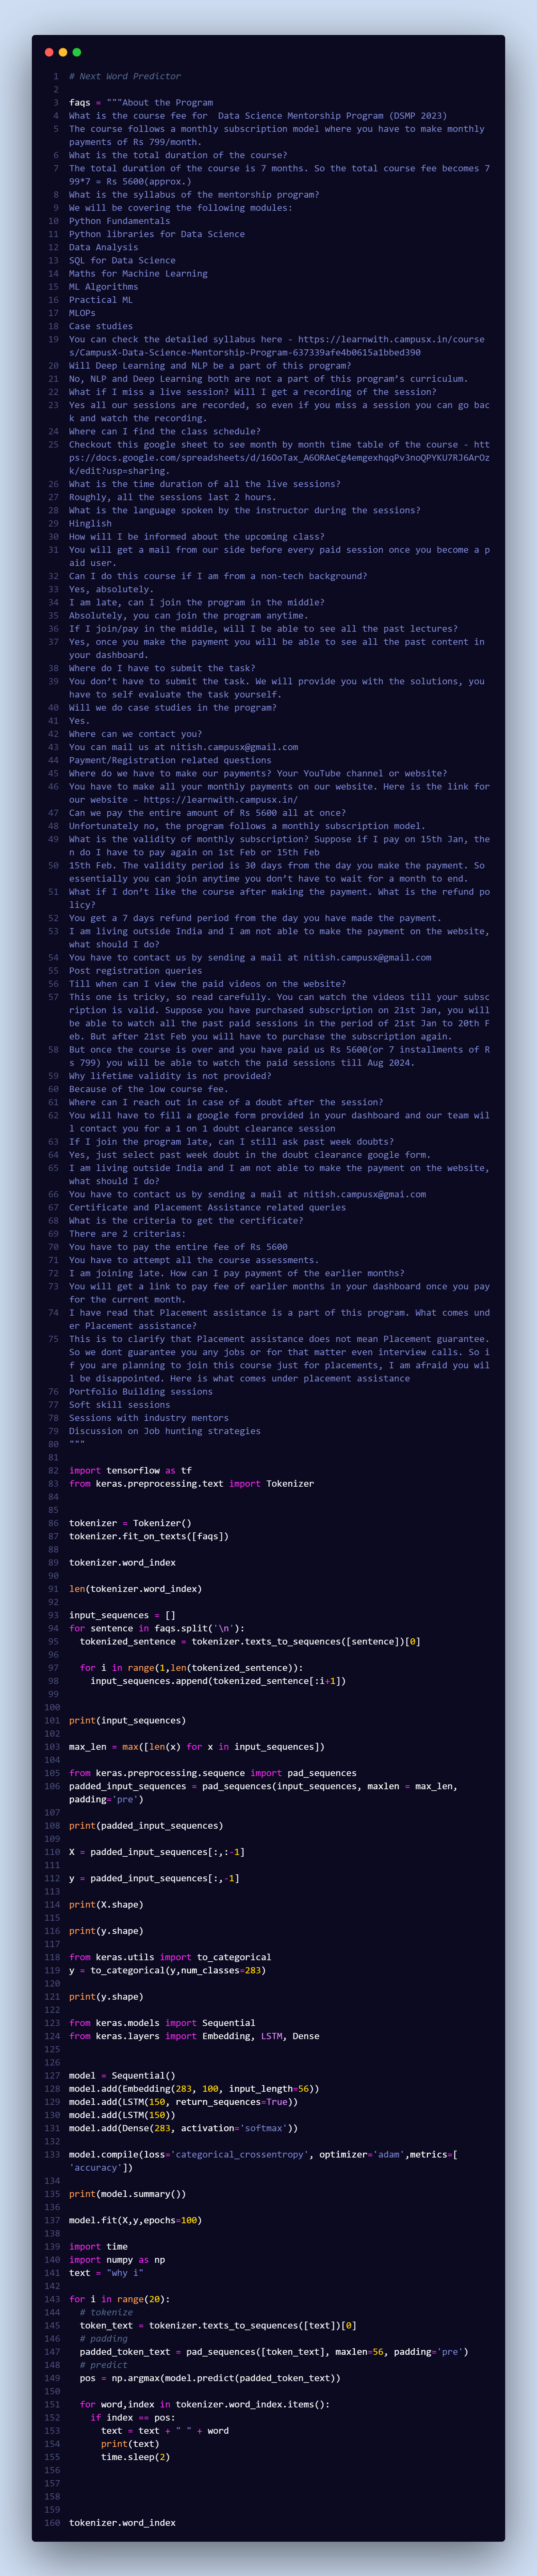 1 # Next Word Predictor
2
3 faqs = """About the Program
4 What is the course fee for  Data Science Mentorship Program (DSMP 2023)
5 The course follows a monthly subscription model where you have to make monthly
payments of Rs 799/month.
6 What is the total duration of the course?
7 The total duration of the course is 7 months. So the total course fee becomes 7
99*7 = Rs 5600(approx.)
8 What is the syllabus of the mentorship program?
9 We will be covering the following modules:
10 Python Fundamentals
11 Python libraries for Data Science
12 Data Analysis
13 SQL for Data Science
14 Maths for Machine Learning
15 ML Algorithms
16 Practical ML
17 MLOPs
18 Case studies
19 You can check the detailed syllabus here - https://learnwith.campusx.in/course
s/CampusX-Data-Science-Mentorship-Program-637339afe4b0615a1bbed390
20 Will Deep Learning and NLP be a part of this program?
21 No, NLP and Deep Learning both are not a part of this program’s curriculum.
22 What if I miss a live session? Will I get a recording of the session?
23 Yes all our sessions are recorded, so even if you miss a session you can go bac
k and watch the recording.
24 Where can I find the class schedule?
25 Checkout this google sheet to see month by month time table of the course - htt
ps://docs.google.com/spreadsheets/d/16OoTax_A6ORAeCg4emgexhqqPv3noQPYKU7RJ6ArOz
k/edit?usp=sharing.
26 What is the time duration of all the live sessions?
27 Roughly, all the sessions last 2 hours.
28 What is the language spoken by the instructor during the sessions?
29 Hinglish
30 How will I be informed about the upcoming class?
31 You will get a mail from our side before every paid session once you become a p
aid user.
32 Can I do this course if I am from a non-tech background?
33 Yes, absolutely.
34 I am late, can I join the program in the middle?
35 Absolutely, you can join the program anytime.
36 If I join/pay in the middle, will I be able to see all the past lectures?
37 Yes, once you make the payment you will be able to see all the past content in
your dashboard.
38 Where do I have to submit the task?
39 You don’t have to submit the task. We will provide you with the solutions, you
have to self evaluate the task yourself.
40 Will we do case studies in the program?
41 Yes.
42 Where can we contact you?
43 You can mail us at nitish.campusx@gmail.com
44 Payment/Registration related questions
45 Where do we have to make our payments? Your YouTube channel or website?
46 You have to make all your monthly payments on our website. Here is the link for
our website - https://learnwith.campusx.in/
47 Can we pay the entire amount of Rs 5600 all at once?
48 Unfortunately no, the program follows a monthly subscription model.
49 What is the validity of monthly subscription? Suppose if I pay on 15th Jan, the
n do I have to pay again on 1st Feb or 15th Feb
50 15th Feb. The validity period is 30 days from the day you make the payment. So
essentially you can join anytime you don’t have to wait for a month to end.
51 What if I don’t like the course after making the payment. What is the refund po
licy?
52 You get a 7 days refund period from the day you have made the payment.
53 I am living outside India and I am not able to make the payment on the website,
what should I do?
54 You have to contact us by sending a mail at nitish.campusx@gmail.com
55 Post registration queries
56 Till when can I view the paid videos on the website?
57 This one is tricky, so read carefully. You can watch the videos till your subsc
ription is valid. Suppose you have purchased subscription on 21st Jan, you will
be able to watch all the past paid sessions in the period of 21st Jan to 20th F
eb. But after 21st Feb you will have to purchase the subscription again.
58 But once the course is over and you have paid us Rs 5600(or 7 installments of R
s 799) you will be able to watch the paid sessions till Aug 2024.
59 Why lifetime validity is not provided?
60 Because of the low course fee.
61 Where can I reach out in case of a doubt after the session?
62 You will have to fill a google form provided in your dashboard and our team wil
l contact you for a 1 on 1 doubt clearance session
63 If I join the program late, can I still ask past week doubts?
64 Yes, just select past week doubt in the doubt clearance google form.
65 I am living outside India and I am not able to make the payment on the website,
what should I do?
66 You have to contact us by sending a mail at nitish.campusx@gmai.com
67 Certificate and Placement Assistance related queries
68 What is the criteria to get the certificate?
69 There are 2 criterias:
70 You have to pay the entire fee of Rs 5600
71 You have to attempt all the course assessments.
72 I am joining late. How can I pay payment of the earlier months?
73 You will get a link to pay fee of earlier months in your dashboard once you pay
for the current month.
74 I have read that Placement assistance is a part of this program. What comes und
er Placement assistance?
75 This is to clarify that Placement assistance does not mean Placement guarantee.
So we dont guarantee you any jobs or for that matter even interview calls. So i
f you are planning to join this course just for placements, I am afraid you wil
l be disappointed. Here is what comes under placement assistance
76 Portfolio Building sessions
77 Soft skill sessions
78 Sessions with industry mentors
79 Discussion on Job hunting strategies
80 """
81
82 import tensorflow as tf
83 from keras.preprocessing.text import Tokenizer
84
85
86 tokenizer = Tokenizer()
87 tokenizer.fit_on_texts([faqs])
88
89 tokenizer.word_index
90
91 len(tokenizer.word_index)
92
93 input_sequences = []
94 for sentence in faqs.split('\n'):
95   tokenized_sentence = tokenizer.texts_to_sequences([sentence])[0]
96
97   for i in range(1,len(tokenized_sentence)):
98     input_sequences.append(tokenized_sentence[:i+1])
99
100
101 print(input_sequences)
102
103 max_len = max([len(x) for x in input_sequences])
104
105 from keras.preprocessing.sequence import pad_sequences
106 padded_input_sequences = pad_sequences(input_sequences, maxlen = max_len,
padding='pre')
107
108 print(padded_input_sequences)
109
110 X = padded_input_sequences[:,:-1]
111
112 y = padded_input_sequences[:,-1]
113
114 print(X.shape)
115
116 print(y.shape)
117
118 from keras.utils import to_categorical
119 y = to_categorical(y,num_classes=283)
120
121 print(y.shape)
122
123 from keras.models import Sequential
124 from keras.layers import Embedding, LSTM, Dense
125
126
127 model = Sequential()
128 model.add(Embedding(283, 100, input_length=56))
129 model.add(LSTM(150, return_sequences=True))
130 model.add(LSTM(150))
131 model.add(Dense(283, activation='softmax'))
132
133 model.compile(loss='categorical_crossentropy', optimizer='adam',metrics=[
'accuracy'])
134
135 print(model.summary())
136
137 model.fit(X,y,epochs=100)
138
139 import time
140 import numpy as np
141 text = "why i"
142
143 for i in range(20):
144   # tokenize
145   token_text = tokenizer.texts_to_sequences([text])[0]
146   # padding
147   padded_token_text = pad_sequences([token_text], maxlen=56, padding='pre')
148   # predict
149   pos = np.argmax(model.predict(padded_token_text))
150
151   for word,index in tokenizer.word_index.items():
152     if index == pos:
153       text = text + " " + word
154       print(text)
155       time.sleep(2)
156
157
158
159
160 tokenizer.word_index